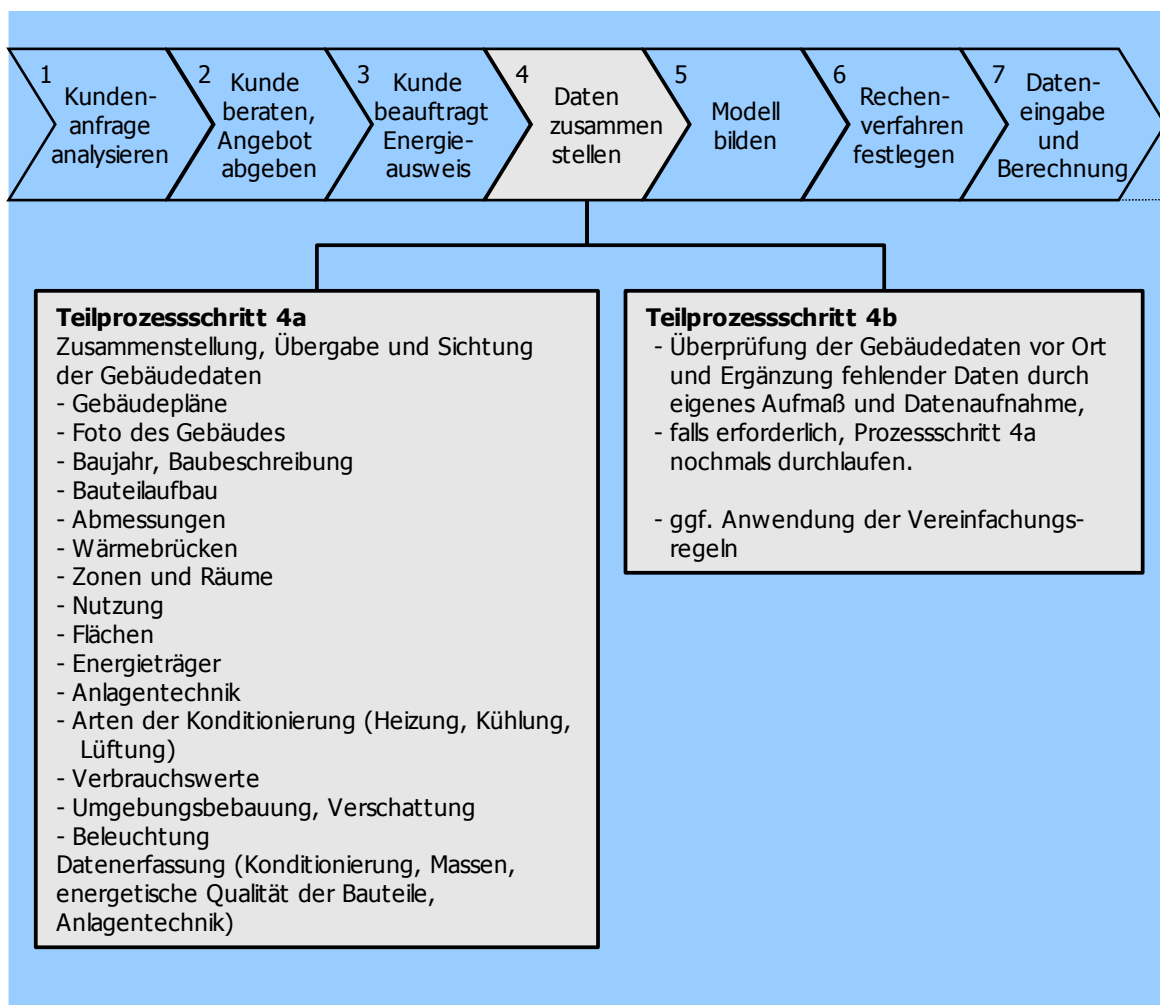 1
Kunden-
anfrage
analysieren
2
Kunde
beraten,
Angebot
abgeben
3
Kunde
beauftragt
Energie-
ausweis
4
Daten
zusammen
stellen
5
Modell
bilden
6
Rechen-
verfahren
festlegen
7
Daten-
eingabe
und
Berechnung
Teilprozessschritt 4a
Zusammenstellung, Übergabe und Sichtung
der Gebäudedaten
- Gebäudepläne
- Foto des Gebäudes
- Baujahr, Baubeschreibung
- Bauteilaufbau
- Abmessungen
- Wärmebrücken
- Zonen und Räume
- Nutzung
- Flächen
- Energieträger
- Anlagentechnik
- Arten der Konditionierung (Heizung, Kühlung,
Lüftung)
- Verbrauchswerte
- Umgebungsbebauung, Verschattung
- Beleuchtung
Datenerfassung (Konditionierung, Massen,
energetische Qualität der Bauteile,
Anlagentechnik)
Teilprozessschritt 4b
- Überprüfung der Gebäudedaten vor Ort
und Ergänzung fehlender Daten durch
eigenes Aufmaß und Datenaufnahme,
- falls erforderlich, Prozessschritt 4a
nochmals durchlaufen.
- ggf. Anwendung der Vereinfachungs-
regeln